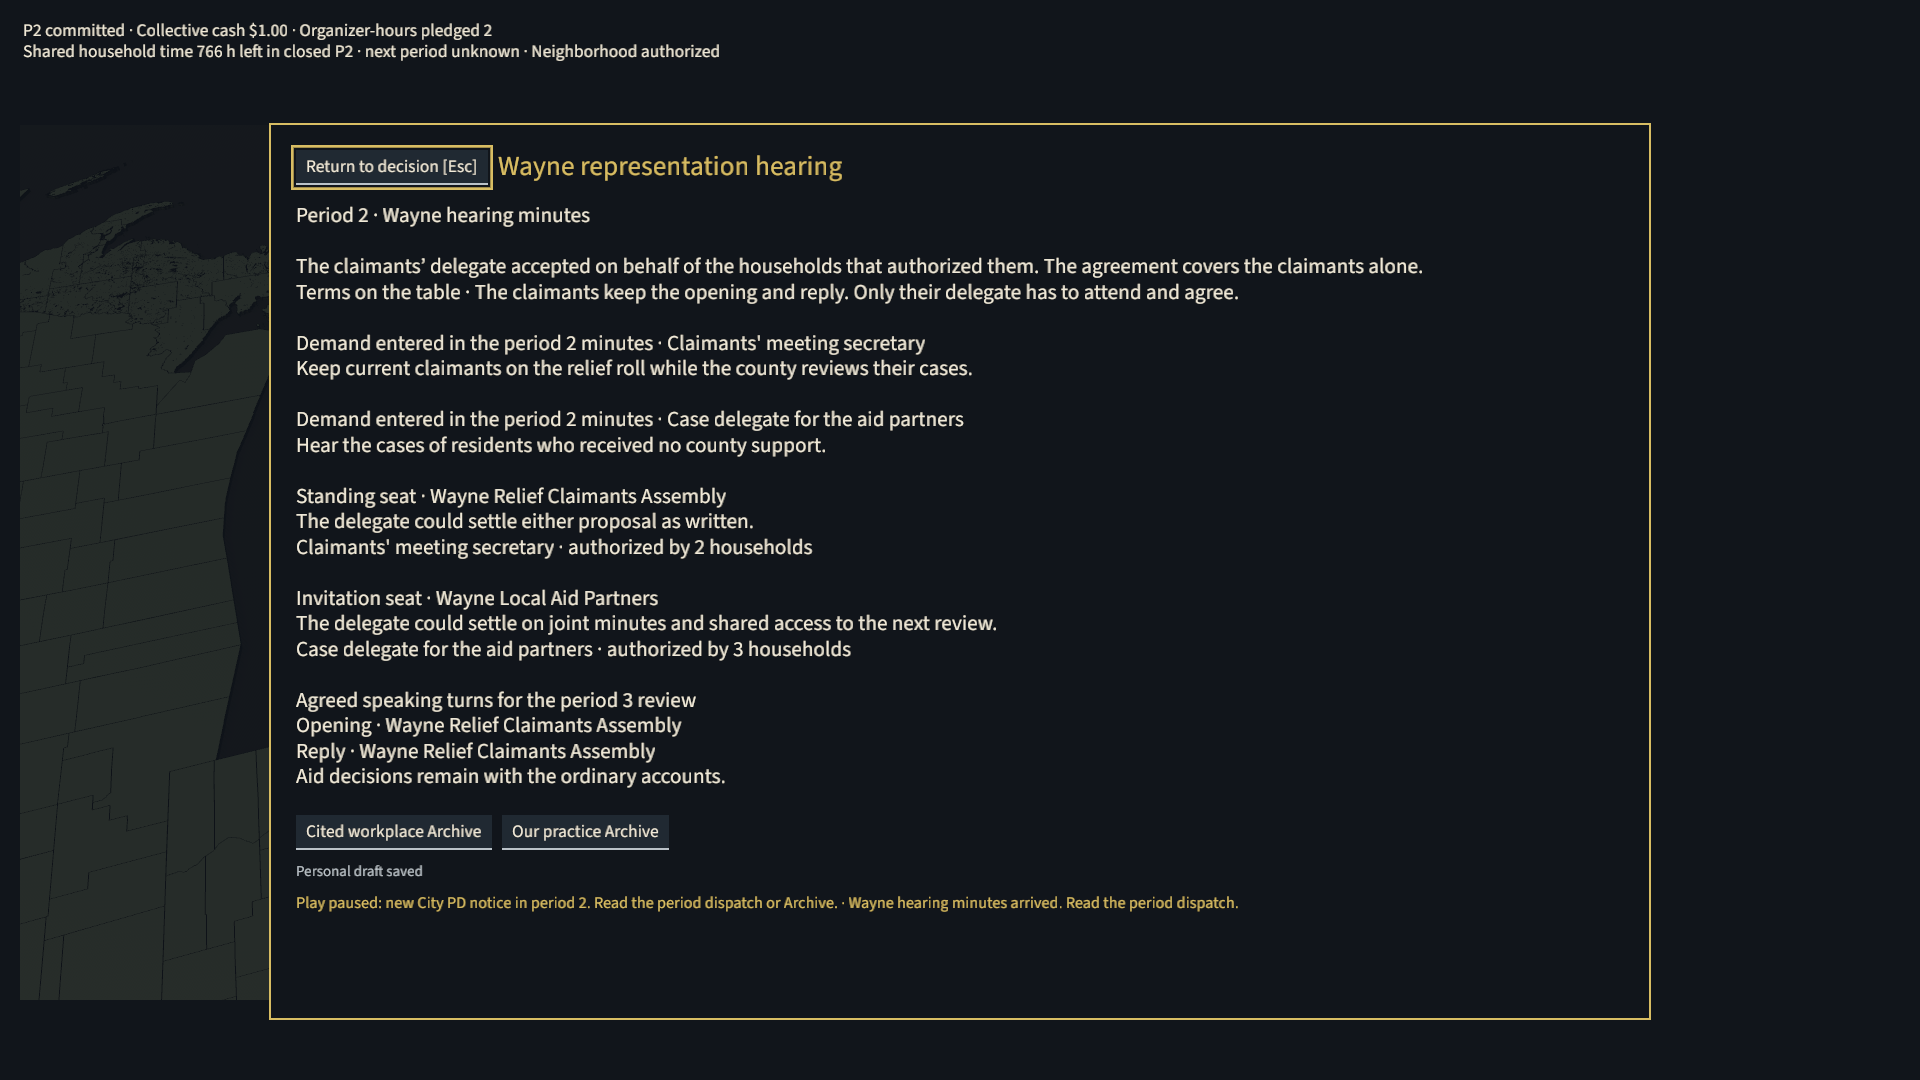 P2 committed · Collective cash $1.00 · Organizer-hours pledged 2
Shared household time 766 h left in closed P2 · next period unknown · Neighborhood authorized
Return to decision [Esc]
Wayne representation hearing
Period 2 · Wayne hearing minutes
The claimants’ delegate accepted on behalf of the households that authorized them. The agreement covers the claimants alone.
Terms on the table · The claimants keep the opening and reply. Only their delegate has to attend and agree.
Demand entered in the period 2 minutes · Claimants' meeting secretary
Keep current claimants on the relief roll while the county reviews their cases.
Demand entered in the period 2 minutes · Case delegate for the aid partners
Hear the cases of residents who received no county support.
Standing seat · Wayne Relief Claimants Assembly
The delegate could settle either proposal as written.
Claimants' meeting secretary · authorized by 2 households
Invitation seat · Wayne Local Aid Partners
The delegate could settle on joint minutes and shared access to the next review.
Case delegate for the aid partners · authorized by 3 households
Agreed speaking turns for the period 3 review
Opening · Wayne Relief Claimants Assembly
Reply · Wayne Relief Claimants Assembly
Aid decisions remain with the ordinary accounts.
Cited workplace Archive
Our practice Archive
Personal draft saved
Play paused: new City PD notice in period 2. Read the period dispatch or Archive. · Wayne hearing minutes arrived. Read the period dispatch.